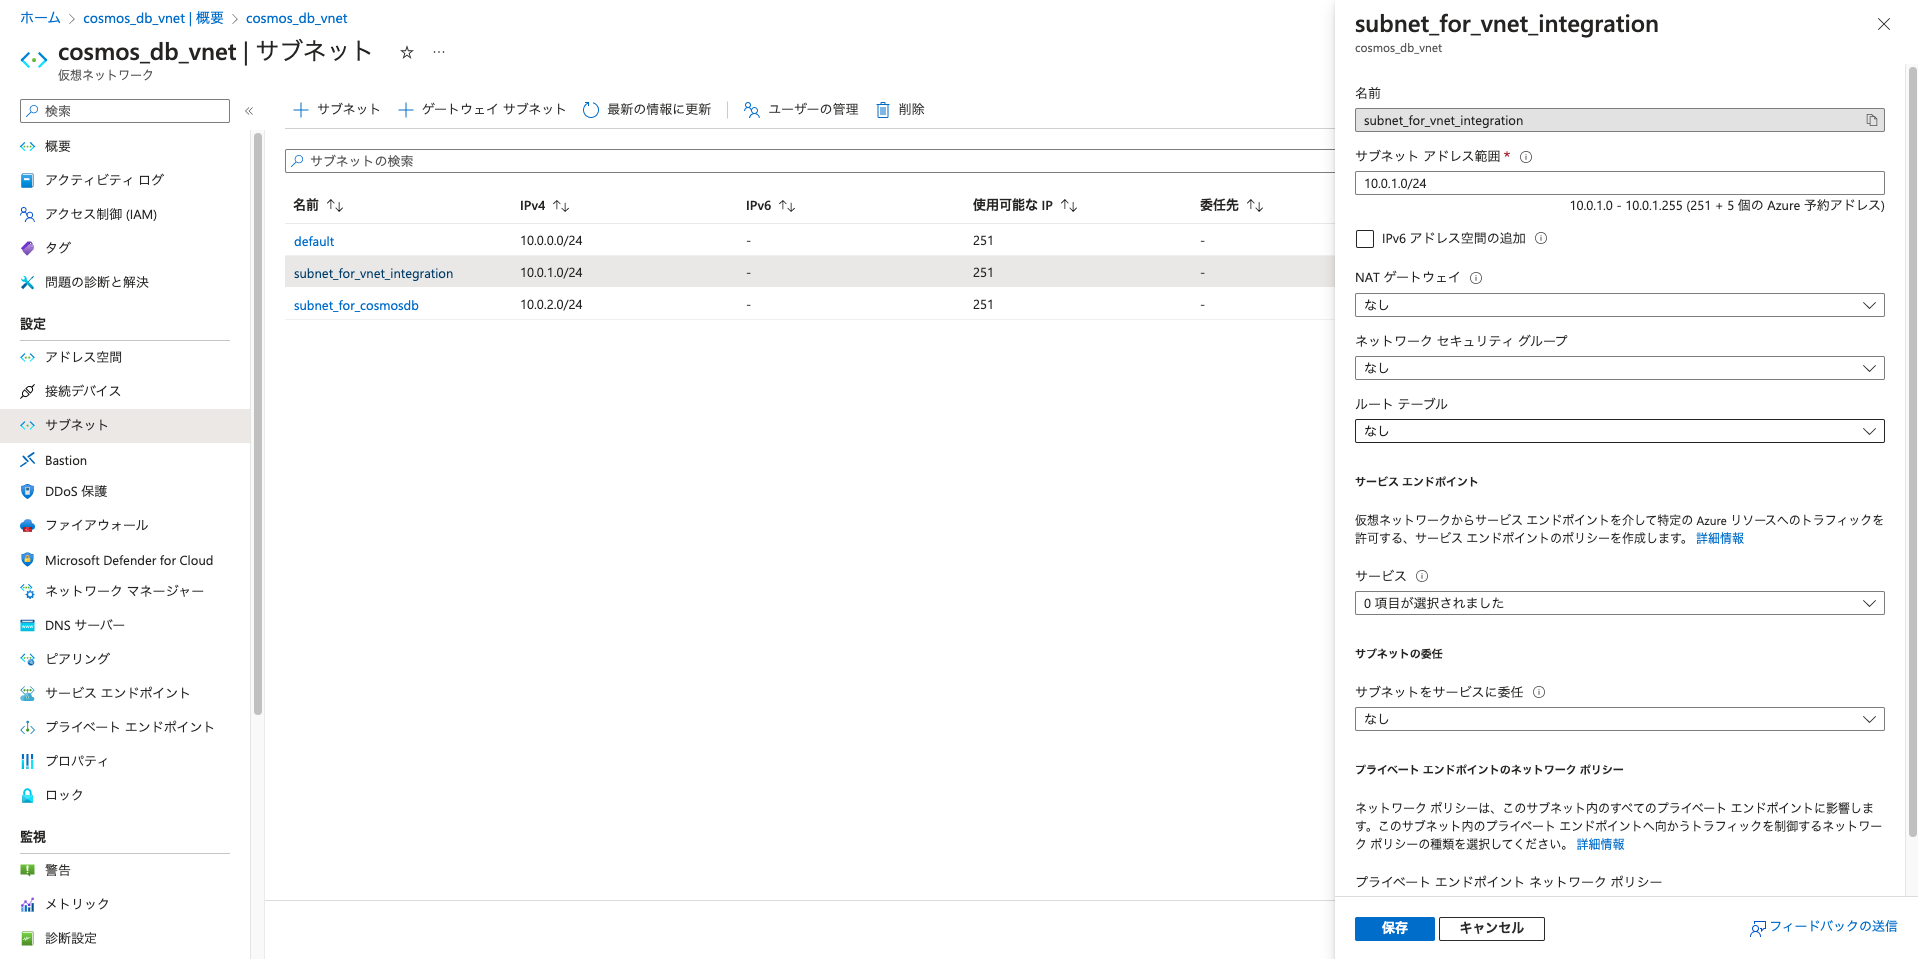 ホーム > cosmos_db_vnet | 概要 > cosmos_db_vnet
cosmos_db_vnet | サブネット ☆ …
仮想ネットワーク
検索 «
概要
アクティビティ ログ
アクセス制御 (IAM)
タグ
問題の診断と解決
設定
アドレス空間
接続デバイス
サブネット
Bastion
DDoS 保護
ファイアウォール
Microsoft Defender for Cloud
ネットワーク マネージャー
DNS サーバー
ピアリング
サービス エンドポイント
プライベート エンドポイント
プロパティ
ロック
監視
警告
メトリック
診断設定
+ サブネット + ゲートウェイ サブネット 最新の情報に更新 | ユーザーの管理 削除
サブネットの検索
名前 ↑↓ IPv4 ↑↓ IPv6 ↑↓ 使用可能な IP ↑↓ 委任先 ↑↓
default 10.0.0.0/24 - 251 -
subnet_for_vnet_integration 10.0.1.0/24 - 251 -
subnet_for_cosmosdb 10.0.2.0/24 - 251 -
subnet_for_vnet_integration
cosmos_db_vnet
名前
subnet_for_vnet_integration
サブネット アドレス範囲 *
10.0.1.0/24
10.0.1.0 - 10.0.1.255 (251 + 5 個の Azure 予約アドレス)
IPv6 アドレス空間の追加
NAT ゲートウェイ
なし
ネットワーク セキュリティ グループ
なし
ルート テーブル
なし
サービス エンドポイント
仮想ネットワークからサービス エンドポイントを介して特定の Azure リソースへのトラフィックを
許可する、サービス エンドポイントのポリシーを作成します。 詳細情報
サービス
0 項目が選択されました
サブネットの委任
サブネットをサービスに委任
なし
プライベート エンドポイントのネットワーク ポリシー
ネットワーク ポリシーは、このサブネット内のすべてのプライベート エンドポイントに影響しま
す。このサブネット内のプライベート エンドポイントへ向かうトラフィックを制御するネットワー
ク ポリシーの種類を選択してください。 詳細情報
プライベート エンドポイント ネットワーク ポリシー
保存 キャンセル フィードバックの送信